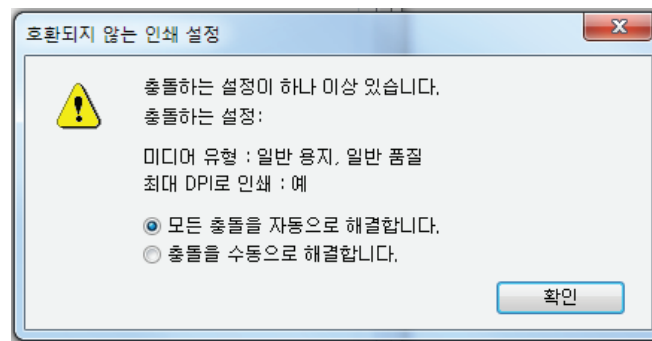 호환되지 않는 인쇄 설정
충돌하는 설정이 하나 이상 있습니다.
충돌하는 설정:
미디어 유형 : 일반 용지, 일반 품질
최대 DPI로 인쇄 : 예
모든 충돌을 자동으로 해결합니다.
충돌을 수동으로 해결합니다.
확인